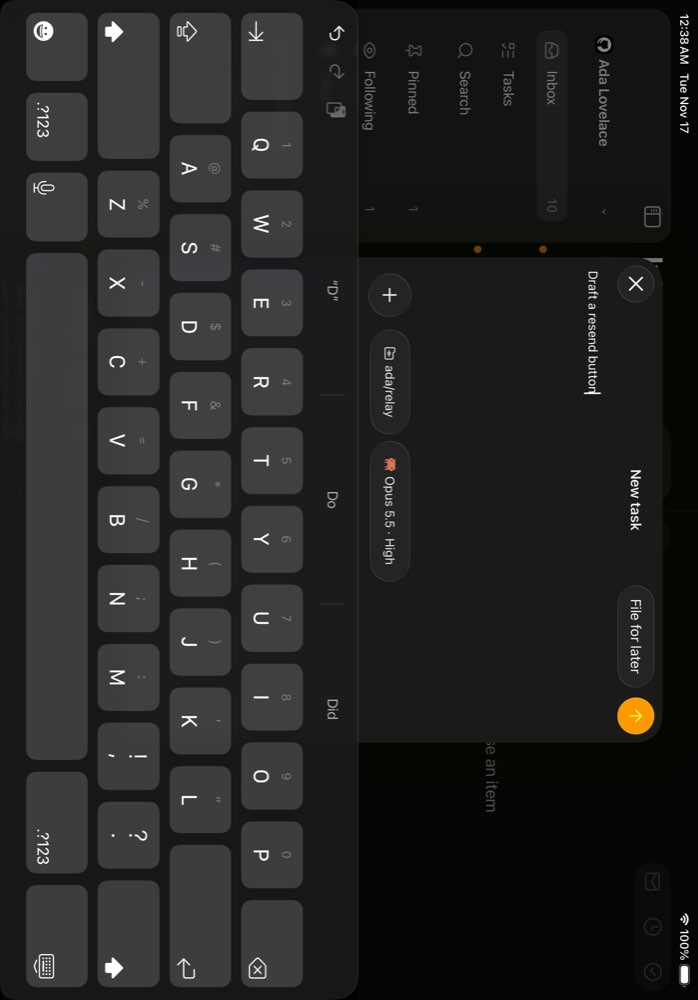 12:38 AM Tue Nov 17
100%
New task
File for later
Ada Lovelace
Draft a resend button
Inbox 10
Tasks
se an item
Search
Pinned 1
ada/relay
Opus 5.5 · High
Following 1
“D” Do Did
1 2 3 4 5 6 7 8 9 0
Q W E R T Y U I O P
@ # $ & * ( ) ' "
A S D F G H J K L
% - + = / ; : ! ?
Z X C V B N M , .
.?123 .?123